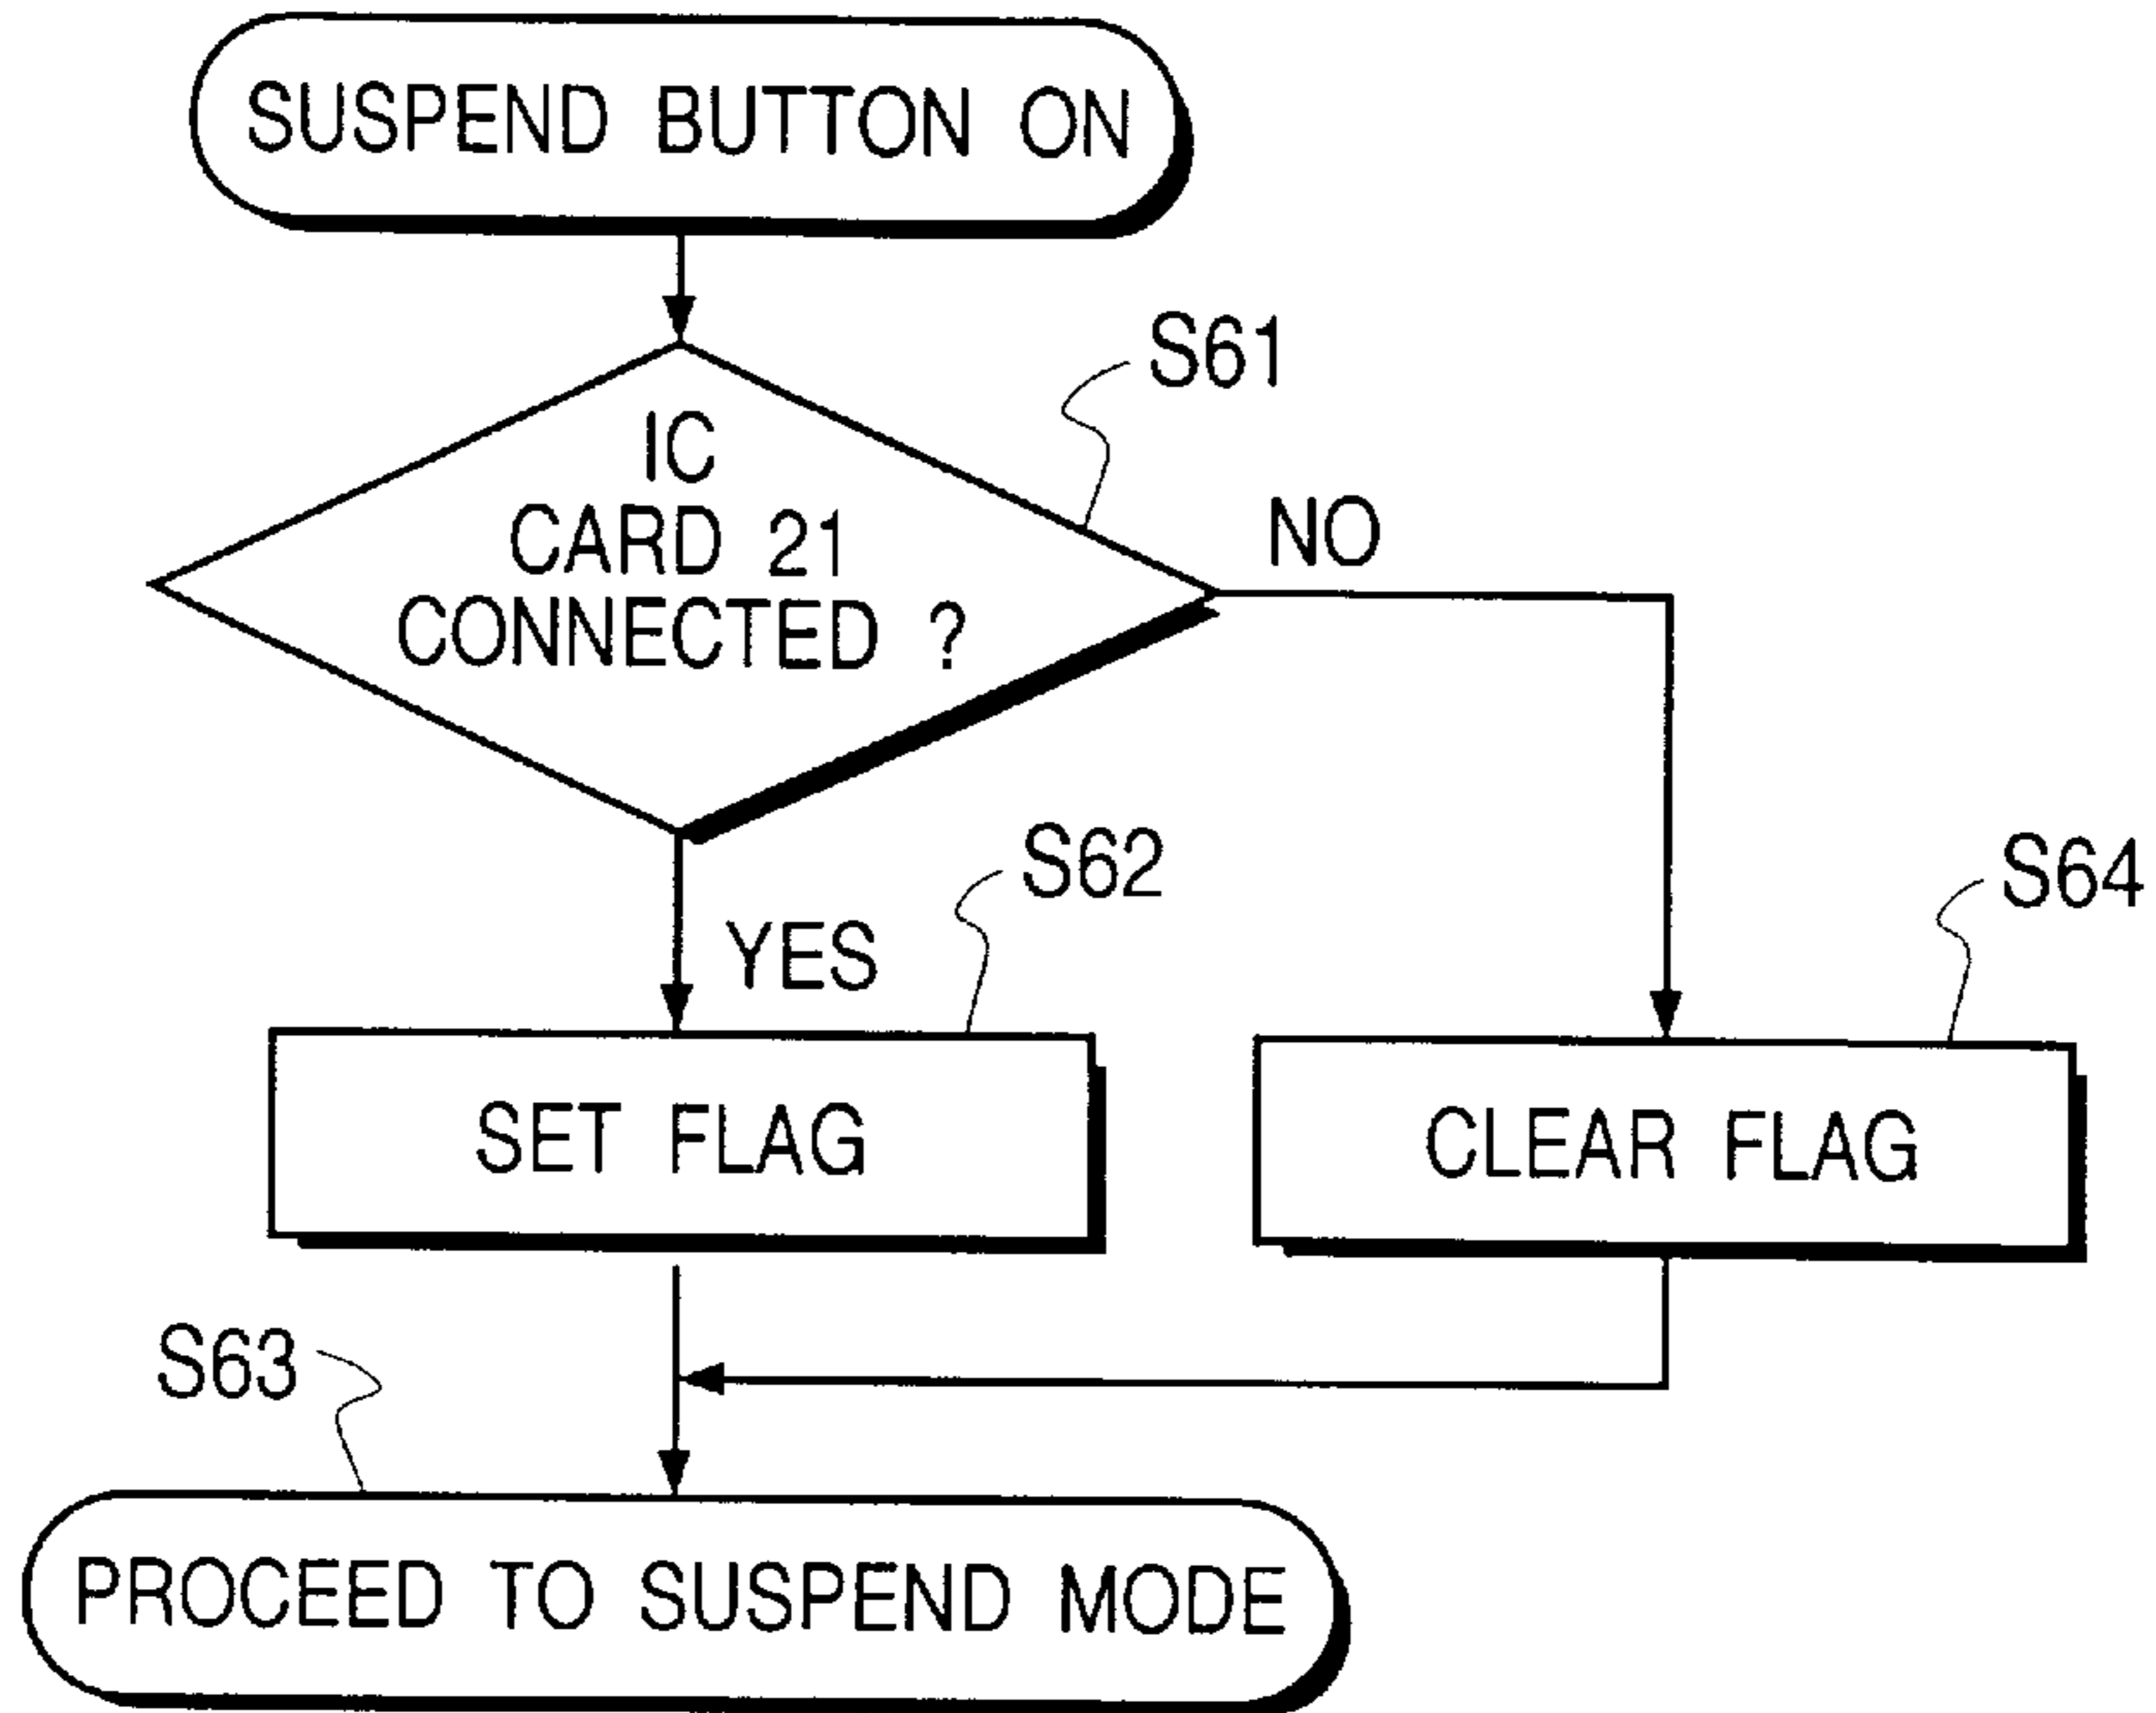 SUSPEND BUTTON ON
S61
IC
CARD 21
CONNECTED ?
NO
YES
S62
S64
SET FLAG
CLEAR FLAG
S63
PROCEED TO SUSPEND MODE